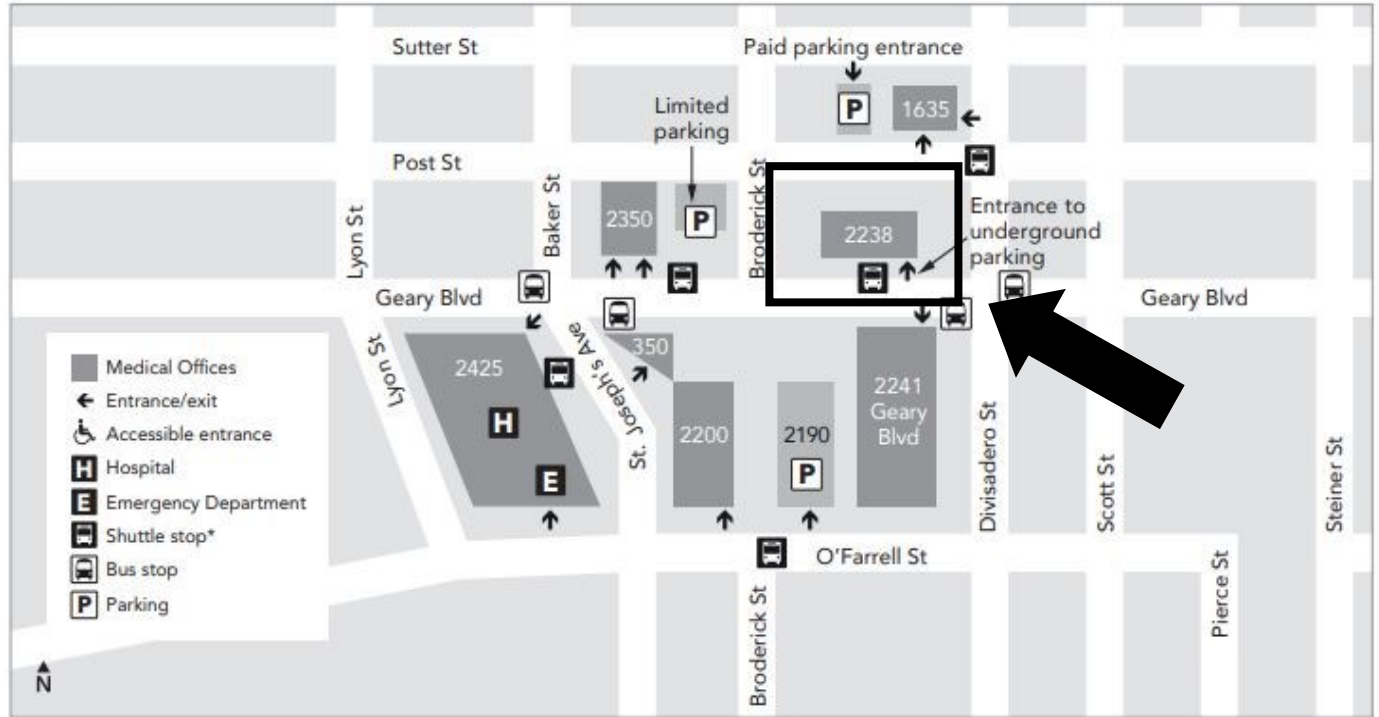 Sutter St
Paid parking entrance
P
1635
Limited
parking
Post St
Lyon St
Baker St
2350
P
Broderick St
2238
Entrance to
underground
parking
Geary Blvd
Geary Blvd
Lyon St
2425
H
E
St. Joseph's Ave
350
2200
2190
P
2241
Geary
Blvd
Divisadero St
Scott St
Steiner St
Medical Offices
Entrance/exit
Accessible entrance
H Hospital
E Emergency Department
Shuttle stop*
Bus stop
P Parking
O'Farrell St
Broderick St
Pierce St
N